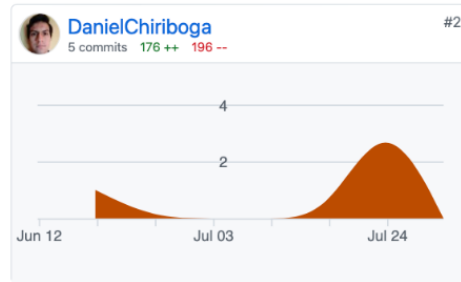 DanielChiriboga
#2
5 commits 176 ++ 196 --
4
2
Jun 12 Jul 03 Jul 24